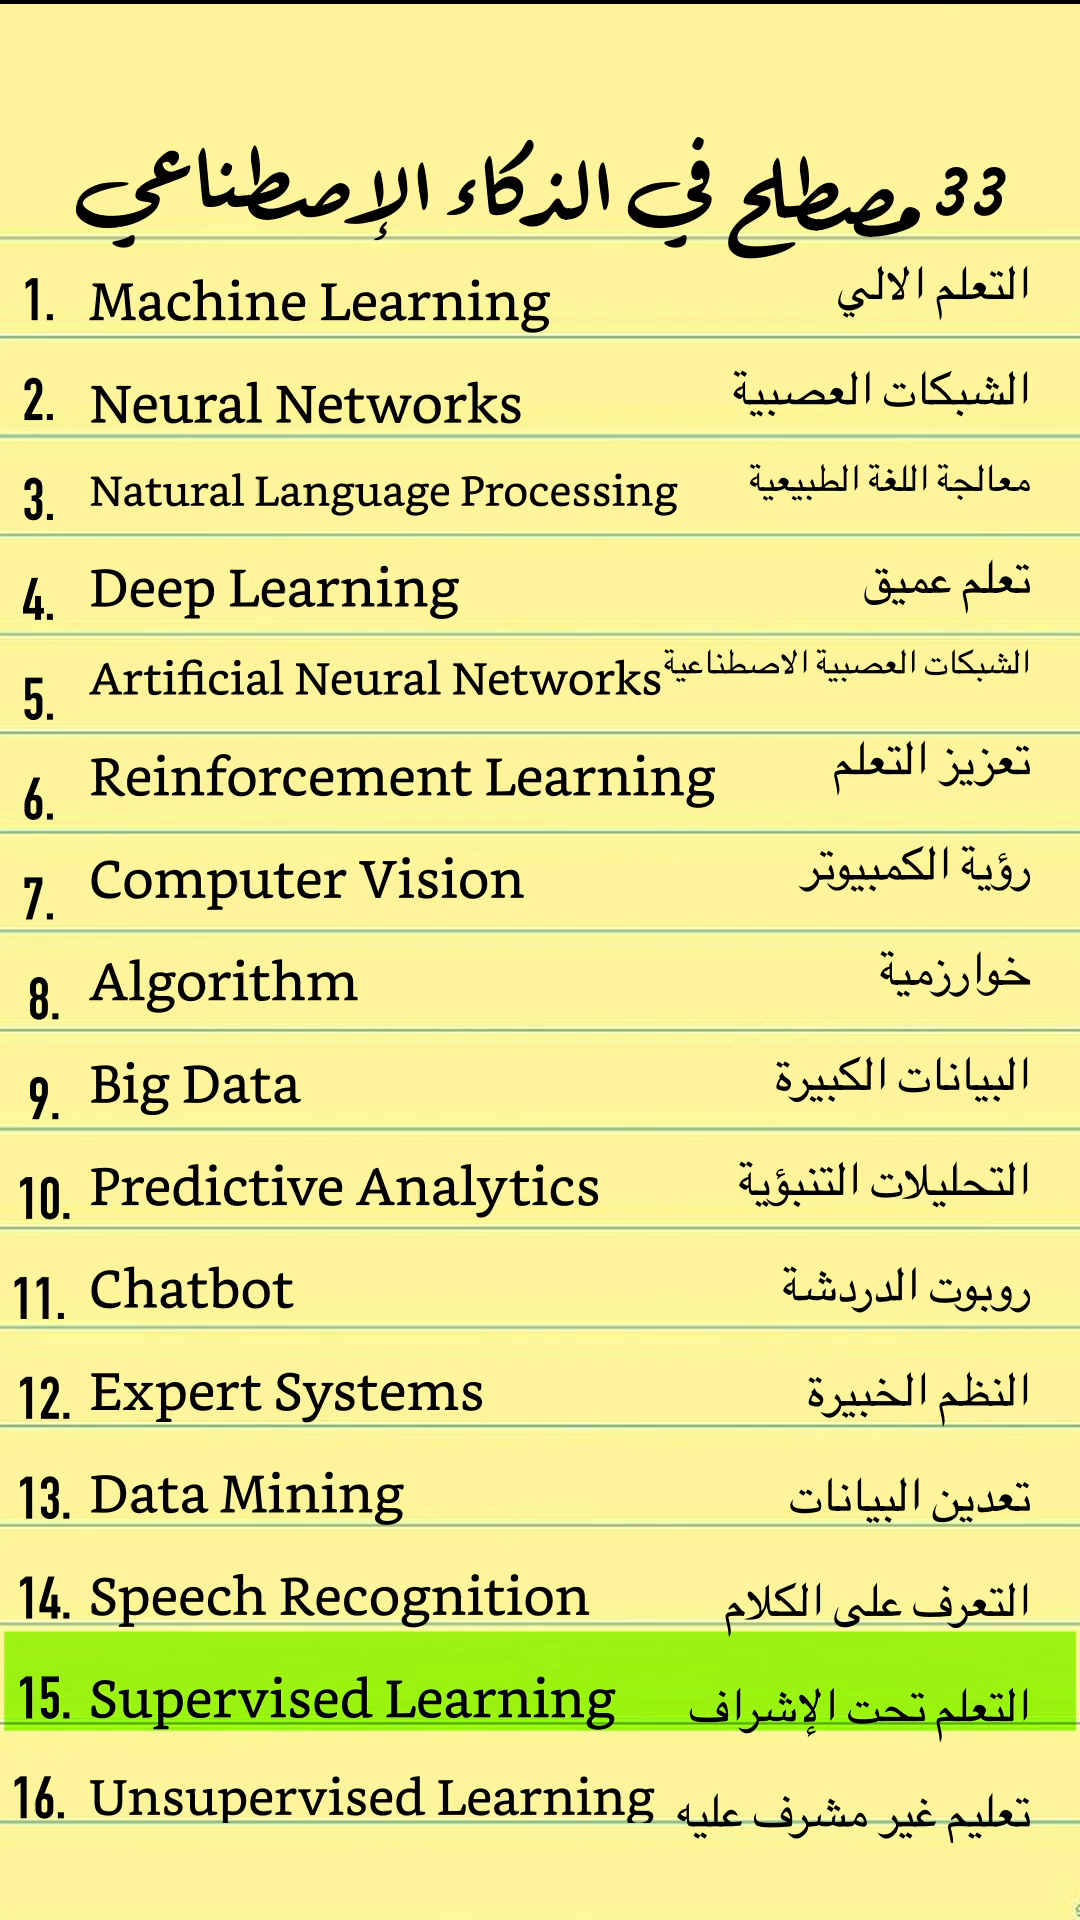 33 مصطلح في الذكاء الإصطناعي
1. Machine Learning التعلم الالي
2. Neural Networks الشبكات العصبية
3. Natural Language Processing معالجة اللغة الطبيعية
4. Deep Learning تعلم عميق
5. Artificial Neural Networks الشبكات العصبية الاصطناعية
6. Reinforcement Learning تعزيز التعلم
7. Computer Vision رؤية الكمبيوتر
8. Algorithm خوارزمية
9. Big Data البيانات الكبيرة
10. Predictive Analytics التحليلات التنبؤية
11. Chatbot روبوت الدردشة
12. Expert Systems النظم الخبيرة
13. Data Mining تعدين البيانات
14. Speech Recognition التعرف على الكلام
15. Supervised Learning التعلم تحت الإشراف
16. Unsupervised Learning تعليم غير مشرف عليه